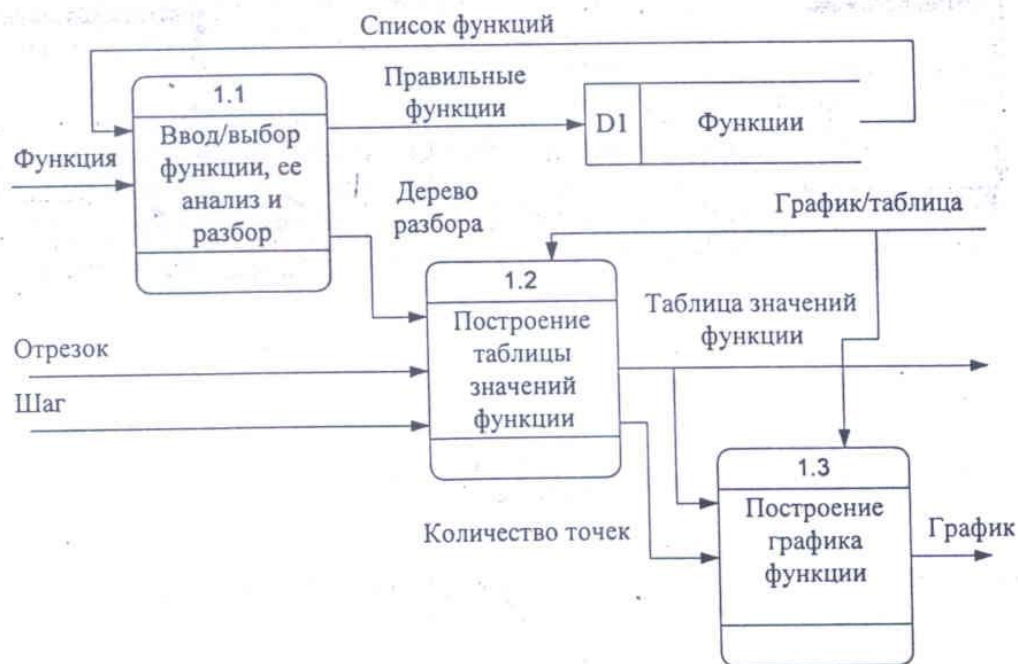 Список функций
1.1
Ввод/выбор
функции, ее
анализ и
разбор
Правильные
функции
D1
Функции
Функция
Дерево
разбора
График/таблица
1.2
Построение
таблицы
значений
функции
Таблица значений
функции
Отрезок
Шаг
1.3
Построение
графика
функции
Количество точек
График